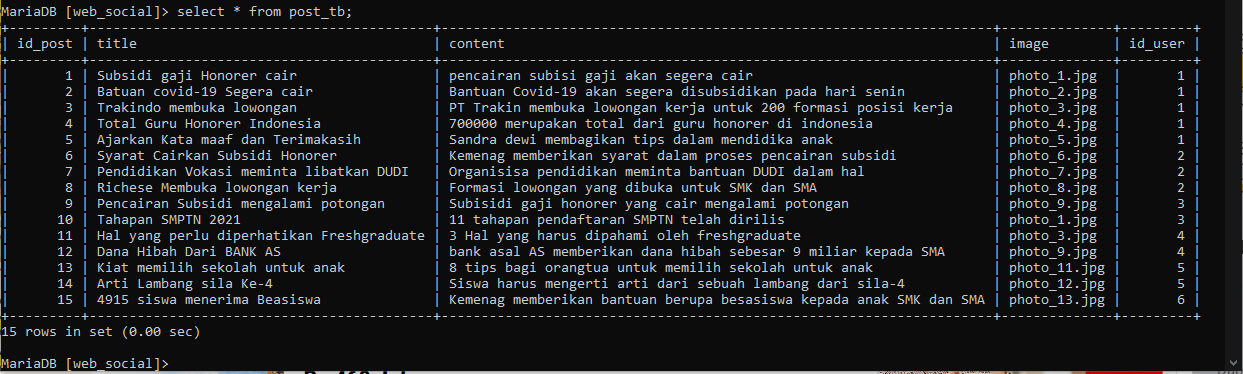 MariaDB [web_social]> select * from post_tb;
+---------+------------------------------------------+--------------------------------------------------------------------+--------------+---------+
| id_post | title | content | image | id_user |
+---------+------------------------------------------+--------------------------------------------------------------------+--------------+---------+
| 1 | Subsidi gaji Honorer cair | pencairan subisi gaji akan segera cair | photo_1.jpg | 1 |
| 2 | Batuan covid-19 Segera cair | Bantuan Covid-19 akan segera disubsidikan pada hari senin | photo_2.jpg | 1 |
| 3 | Trakindo membuka lowongan | PT Trakin membuka lowongan kerja untuk 200 formasi posisi kerja | photo_3.jpg | 1 |
| 4 | Total Guru Honorer Indonesia | 700000 merupakan total dari guru honorer di indonesia | photo_4.jpg | 1 |
| 5 | Ajarkan Kata maaf dan Terimakasih | Sandra dewi membagikan tips dalam mendidika anak | photo_5.jpg | 1 |
| 6 | Syarat Cairkan Subsidi Honorer | Kemenag memberikan syarat dalam proses pencairan subsidi | photo_6.jpg | 2 |
| 7 | Pendidikan Vokasi meminta libatkan DUDI | Organisisa pendidikan meminta bantuan DUDI dalam hal | photo_7.jpg | 2 |
| 8 | Richese Membuka lowongan kerja | Formasi lowongan yang dibuka untuk SMK dan SMA | photo_8.jpg | 2 |
| 9 | Pencairan Subsidi mengalami potongan | Subisidi gaji honorer yang cair mengalami potongan | photo_9.jpg | 3 |
| 10 | Tahapan SMPTN 2021 | 11 tahapan pendaftaran SMPTN telah dirilis | photo_1.jpg | 3 |
| 11 | Hal yang perlu diperhatikan Freshgraduate | 3 Hal yang harus dipahami oleh freshgraduate | photo_3.jpg | 4 |
| 12 | Dana Hibah Dari BANK AS | bank asal AS memberikan dana hibah sebesar 9 miliar kepada SMA | photo_9.jpg | 4 |
| 13 | Kiat memilih sekolah untuk anak | 8 tips bagi orangtua untuk memilih sekolah untuk anak | photo_11.jpg | 5 |
| 14 | Arti Lambang sila Ke-4 | Siswa harus mengerti arti dari sebuah lambang dari sila-4 | photo_12.jpg | 5 |
| 15 | 4915 siswa menerima Beasiswa | Kemenag memberikan bantuan berupa besasiswa kepada anak SMK dan SMA | photo_13.jpg | 6 |
+---------+------------------------------------------+--------------------------------------------------------------------+--------------+---------+
15 rows in set (0.00 sec)
MariaDB [web_social]>